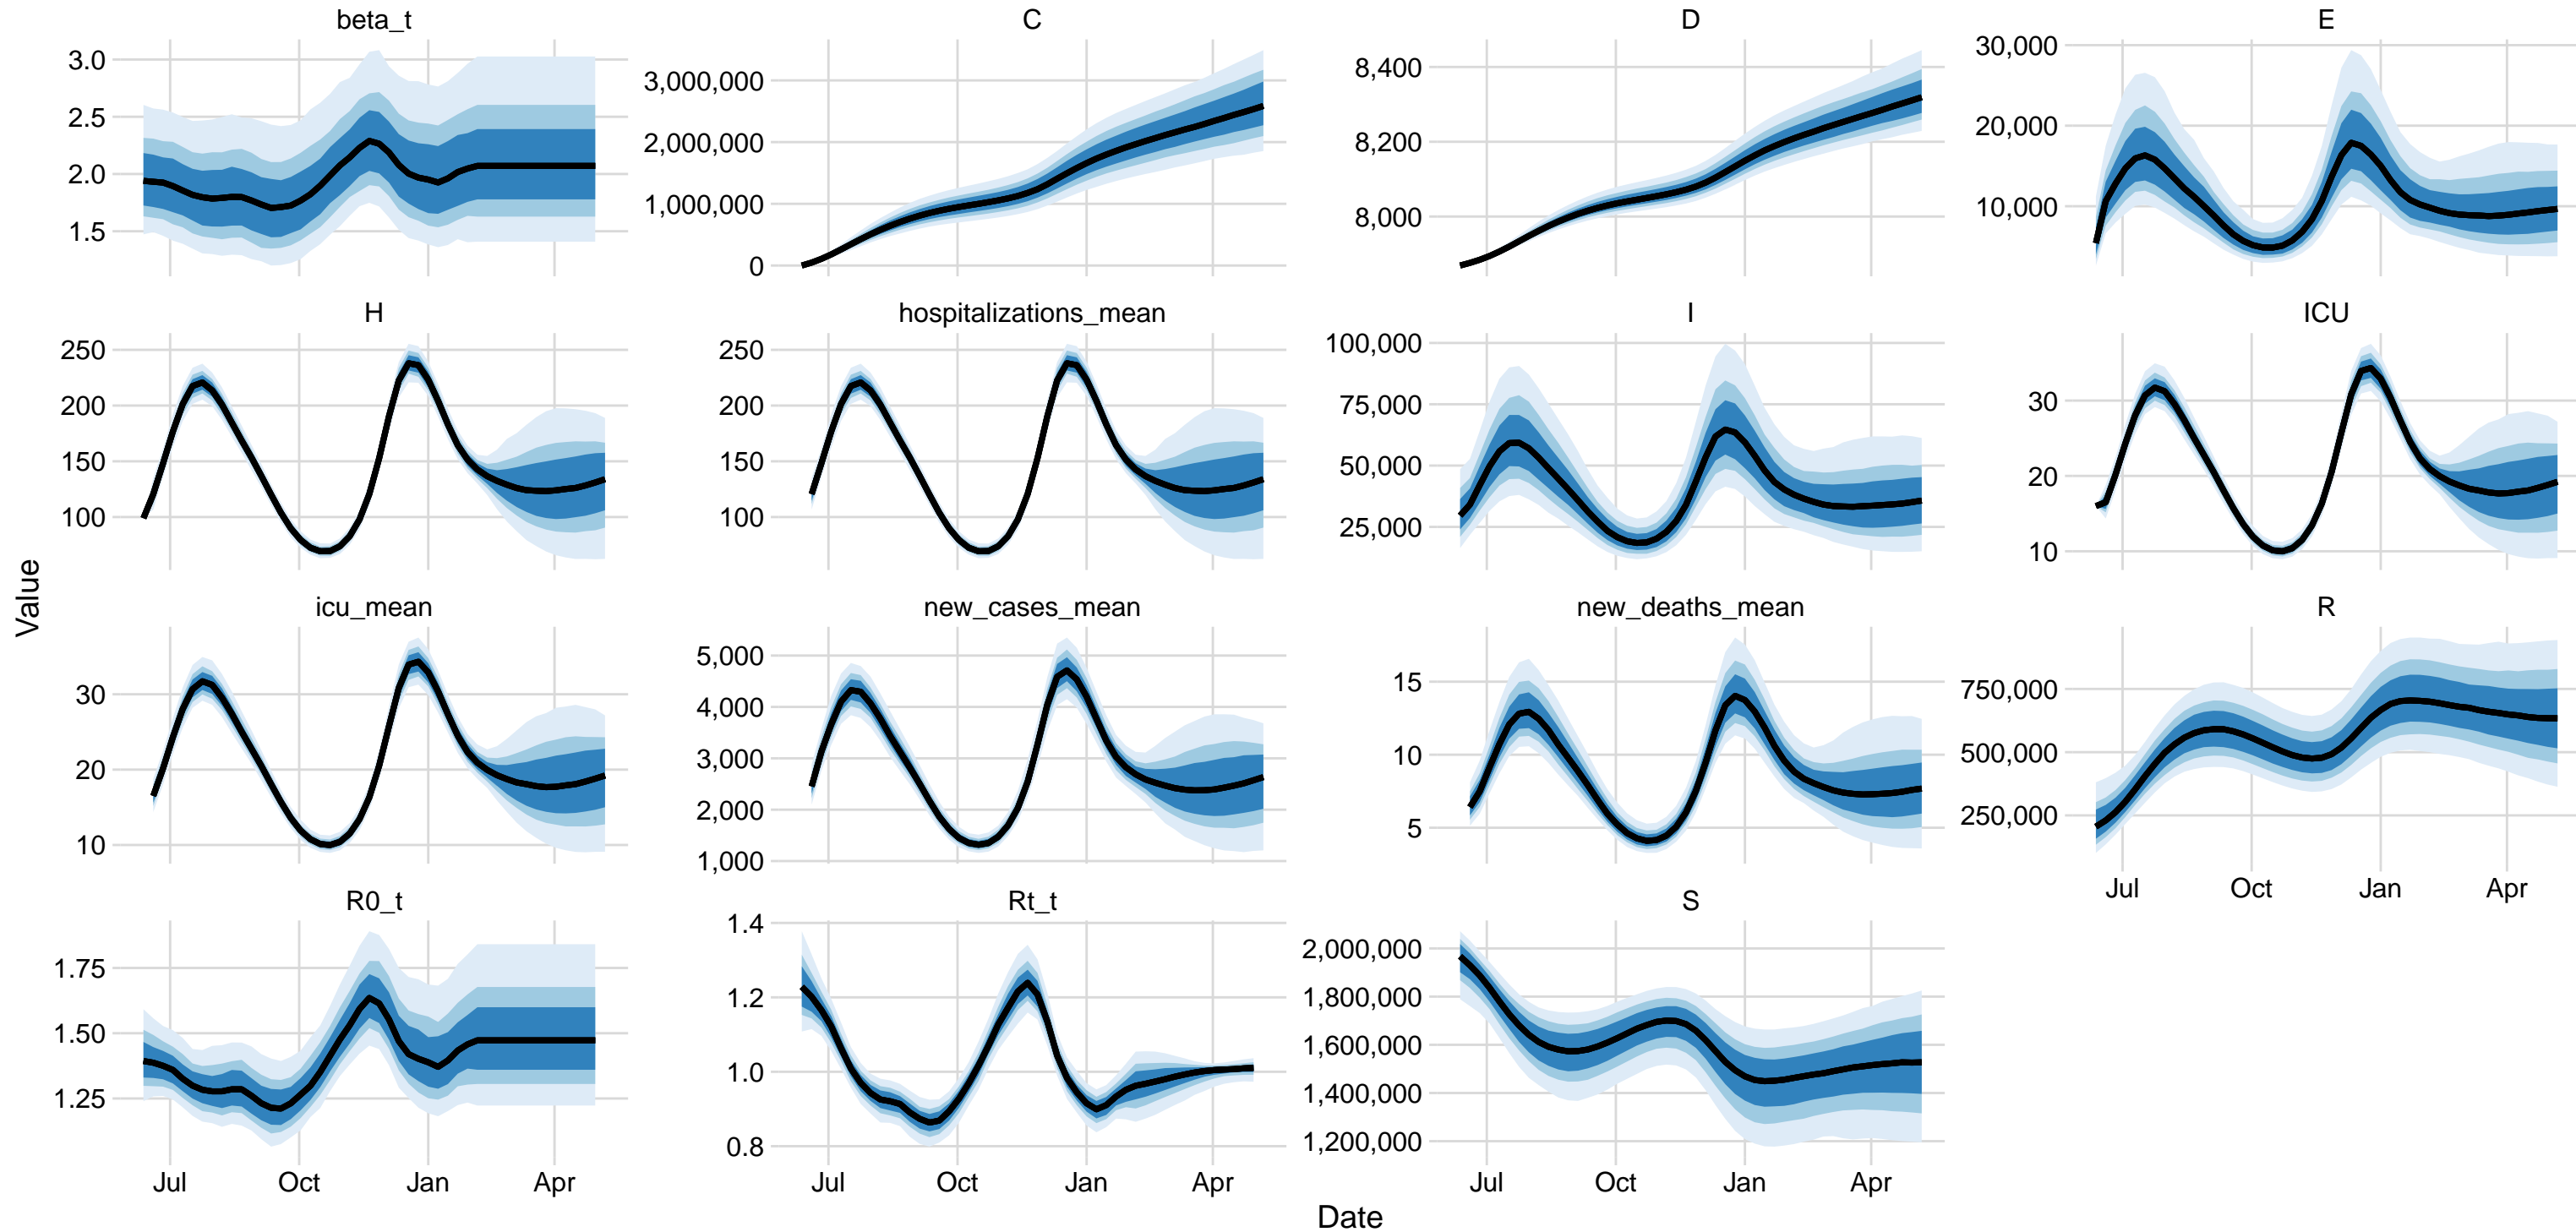 beta_t
C
D
E
3.0
2.5
2.0
1.5
3,000,000
2,000,000
1,000,000
0
8,400
8,200
8,000
30,000
20,000
10,000
H
hospitalizations_mean
I
ICU
250
200
150
100
250
200
150
100
100,000
75,000
50,000
25,000
30
20
10
Value
icu_mean
new_cases_mean
new_deaths_mean
R
30
20
10
5,000
4,000
3,000
2,000
1,000
15
10
5
750,000
500,000
250,000
Jul Oct Jan Apr
R0_t
Rt_t
S
1.75
1.50
1.25
1.4
1.2
1.0
0.8
2,000,000
1,800,000
1,600,000
1,400,000
1,200,000
Jul Oct Jan Apr
Jul Oct Jan Apr
Jul Oct Jan Apr
Date